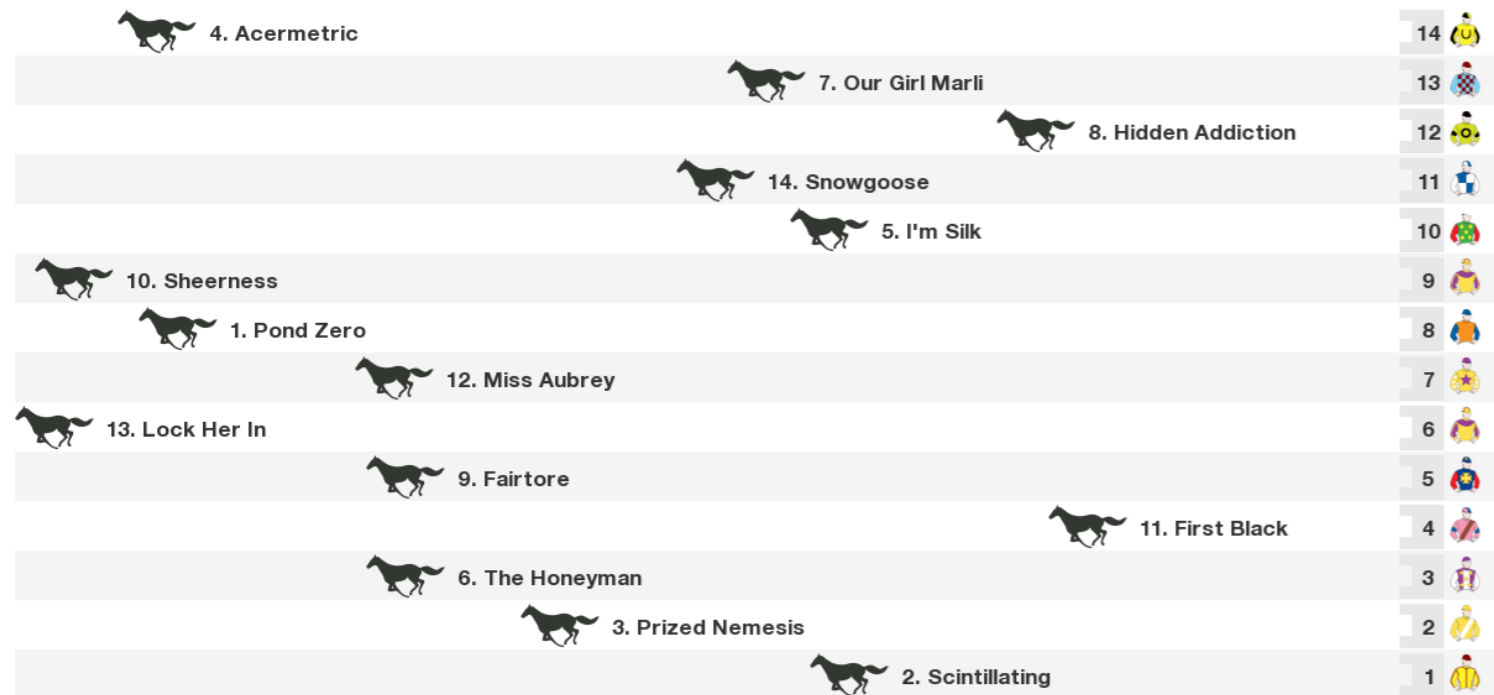 4. Acermetric 14
7. Our Girl Marli 13
8. Hidden Addiction 12
14. Snowgoose 11
5. I'm Silk 10
10. Sheerness 9
1. Pond Zero 8
12. Miss Aubrey 7
13. Lock Her In 6
9. Fairtore 5
11. First Black 4
6. The Honeyman 3
3. Prized Nemesis 2
2. Scintillating 1